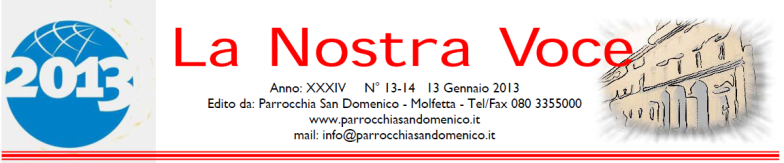 2013
La Nostra Voce
Anno: XXXIV N° 13-14 13 Gennaio 2013
Edito da: Parrocchia San Domenico - Molfetta - Tel/Fax 080 3355000
www.parrocchiasandomenico.it
mail: info@parrocchiasandomenico.it